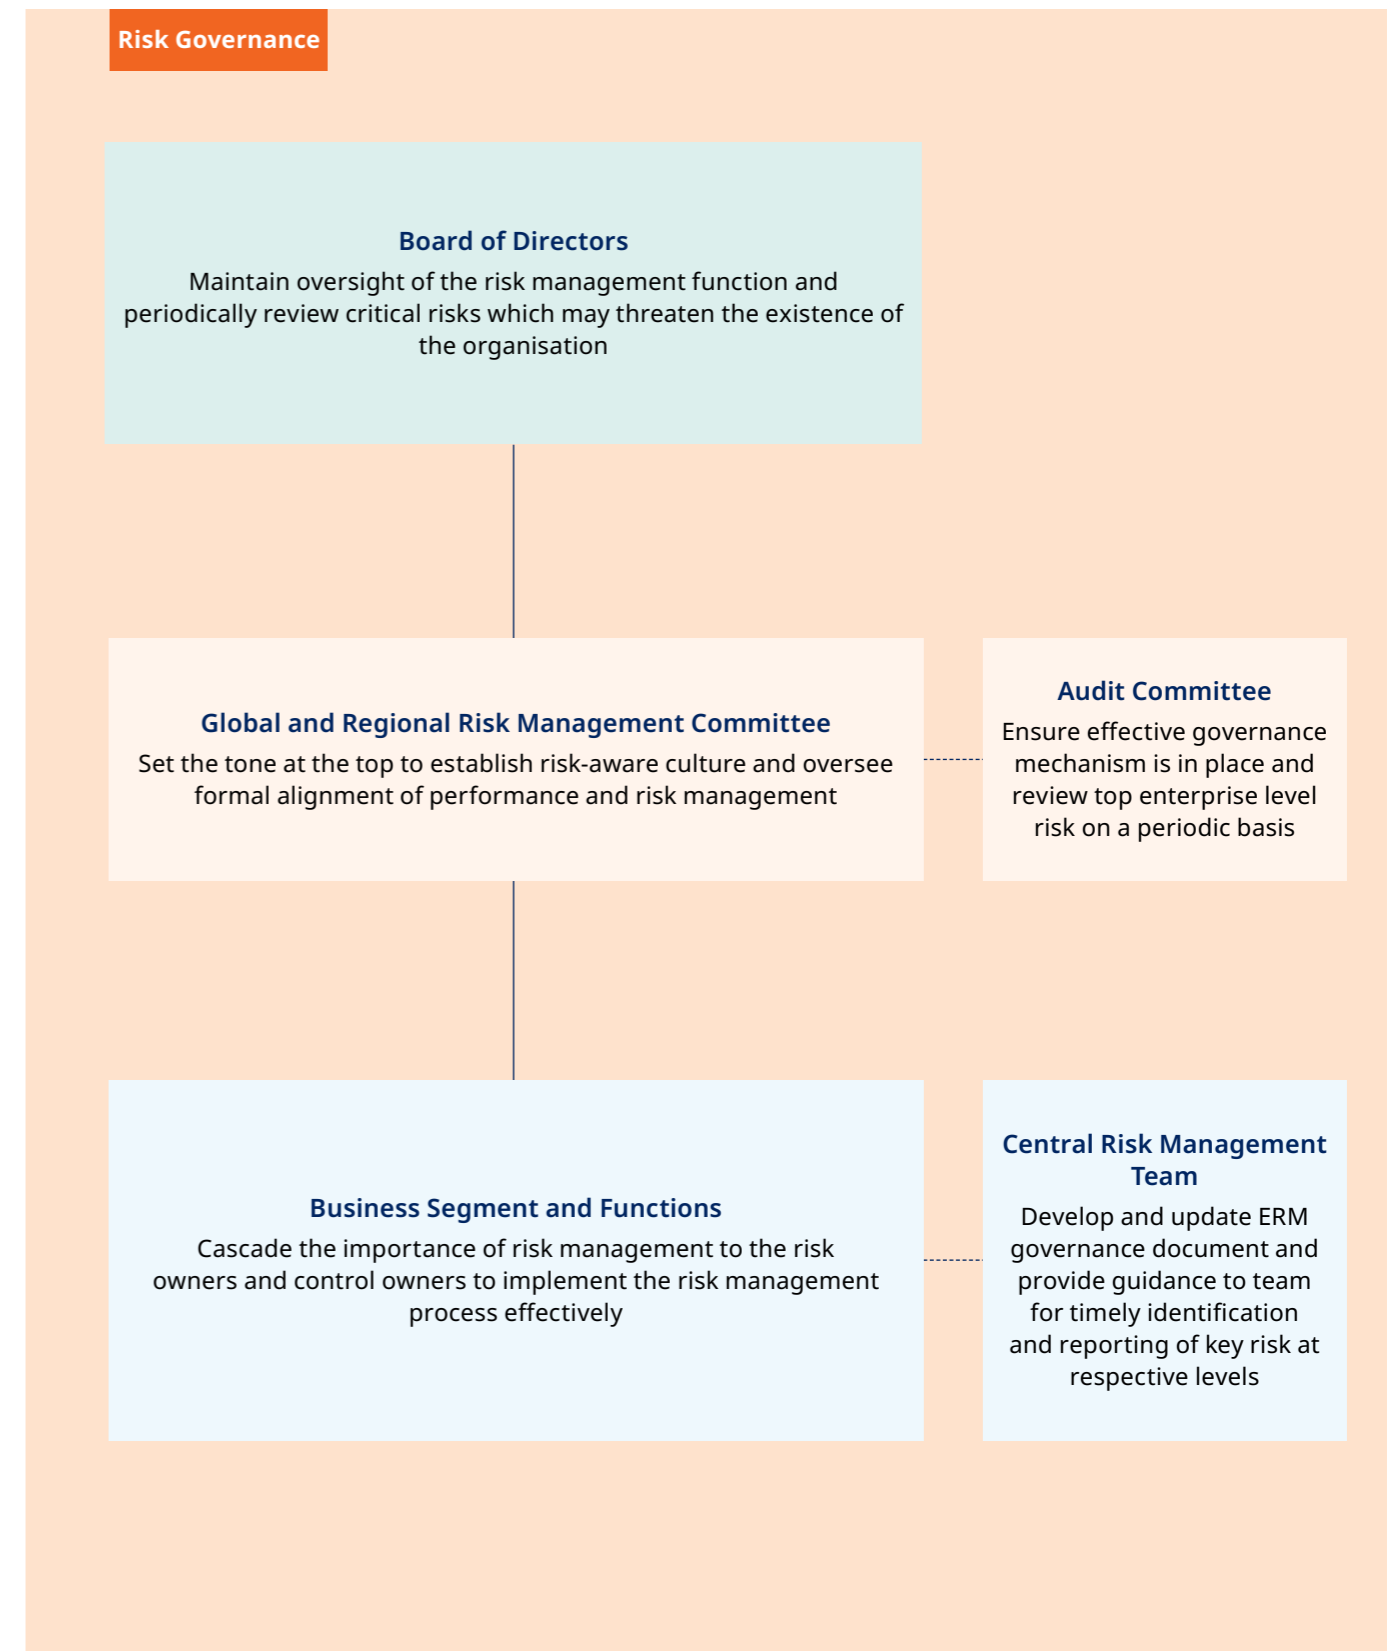 Risk Governance
Board of Directors
Maintain oversight of the risk management function and
periodically review critical risks which may threaten the existence of
the organisation
Global and Regional Risk Management Committee
Set the tone at the top to establish risk-aware culture and oversee
formal alignment of performance and risk management
Audit Committee
Ensure effective governance
mechanism is in place and
review top enterprise level
risk on a periodic basis
Business Segment and Functions
Cascade the importance of risk management to the risk
owners and control owners to implement the risk management
process effectively
Central Risk Management
Team
Develop and update ERM
governance document and
provide guidance to team
for timely identification
and reporting of key risk at
respective levels